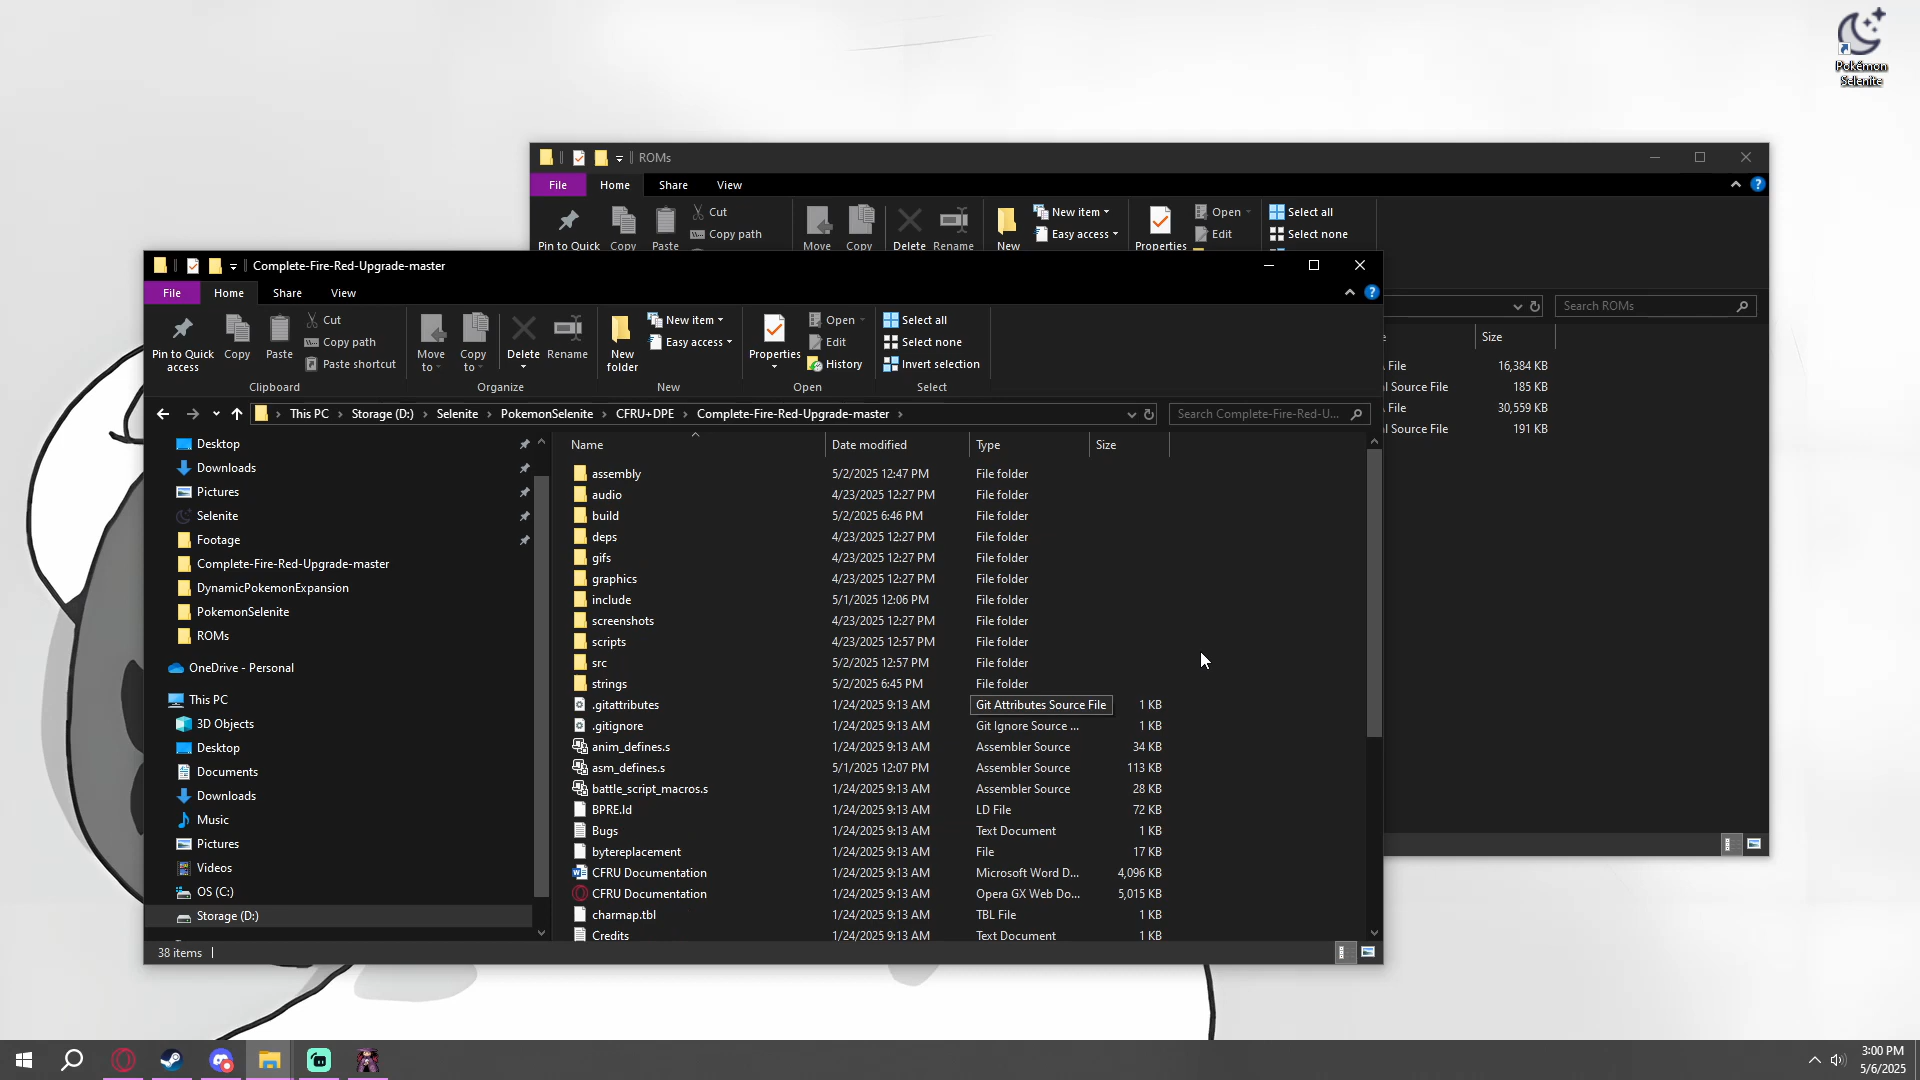 Pokémon
Selenite
ROMs
File Home Share View
Cut
Copy path
Pin to Quick Copy Paste Move Copy Delete Rename New
New item
Easy access
Properties
Open
Edit
Select all
Select none
Search ROMs
Size
File 16,384 KB
l Source File 185 KB
File 30,559 KB
l Source File 191 KB
Complete-Fire-Red-Upgrade-master
File Home Share View
Pin to Quick
access
Copy
Paste
Cut
Copy path
Paste shortcut
Clipboard
Move
to
Copy
to
Delete
Rename
Organize
New
folder
New item
Easy access
New
Properties
Open
Edit
History
Open
Select all
Select none
Invert selection
Select
This PC Storage (D:) Selenite PokemonSelenite CFRU+DPE Complete-Fire-Red-Upgrade-master
Search Complete-Fire-Red-U...
Desktop
Downloads
Pictures
Selenite
Footage
Complete-Fire-Red-Upgrade-master
DynamicPokemonExpansion
PokemonSelenite
ROMs
OneDrive - Personal
This PC
3D Objects
Desktop
Documents
Downloads
Music
Pictures
Videos
OS (C:)
Storage (D:)
Name Date modified Type Size
assembly 5/2/2025 12:47 PM File folder
audio 4/23/2025 12:27 PM File folder
build 5/2/2025 6:46 PM File folder
deps 4/23/2025 12:27 PM File folder
gifs 4/23/2025 12:27 PM File folder
graphics 4/23/2025 12:27 PM File folder
include 5/1/2025 12:06 PM File folder
screenshots 4/23/2025 12:27 PM File folder
scripts 4/23/2025 12:57 PM File folder
src 5/2/2025 12:57 PM File folder
strings 5/2/2025 6:45 PM File folder
.gitattributes 1/24/2025 9:13 AM Git Attributes Source File 1 KB
.gitignore 1/24/2025 9:13 AM Git Ignore Source ... 1 KB
anim_defines.s 1/24/2025 9:13 AM Assembler Source 34 KB
asm_defines.s 5/1/2025 12:07 PM Assembler Source 113 KB
battle_script_macros.s 1/24/2025 9:13 AM Assembler Source 28 KB
BPRE.ld 1/24/2025 9:13 AM LD File 72 KB
Bugs 1/24/2025 9:13 AM Text Document 1 KB
bytereplacement 1/24/2025 9:13 AM File 17 KB
CFRU Documentation 1/24/2025 9:13 AM Microsoft Word D... 4,096 KB
CFRU Documentation 1/24/2025 9:13 AM Opera GX Web Do... 5,015 KB
charmap.tbl 1/24/2025 9:13 AM TBL File 1 KB
Credits 1/24/2025 9:13 AM Text Document 1 KB
38 items
3:00 PM
5/6/2025